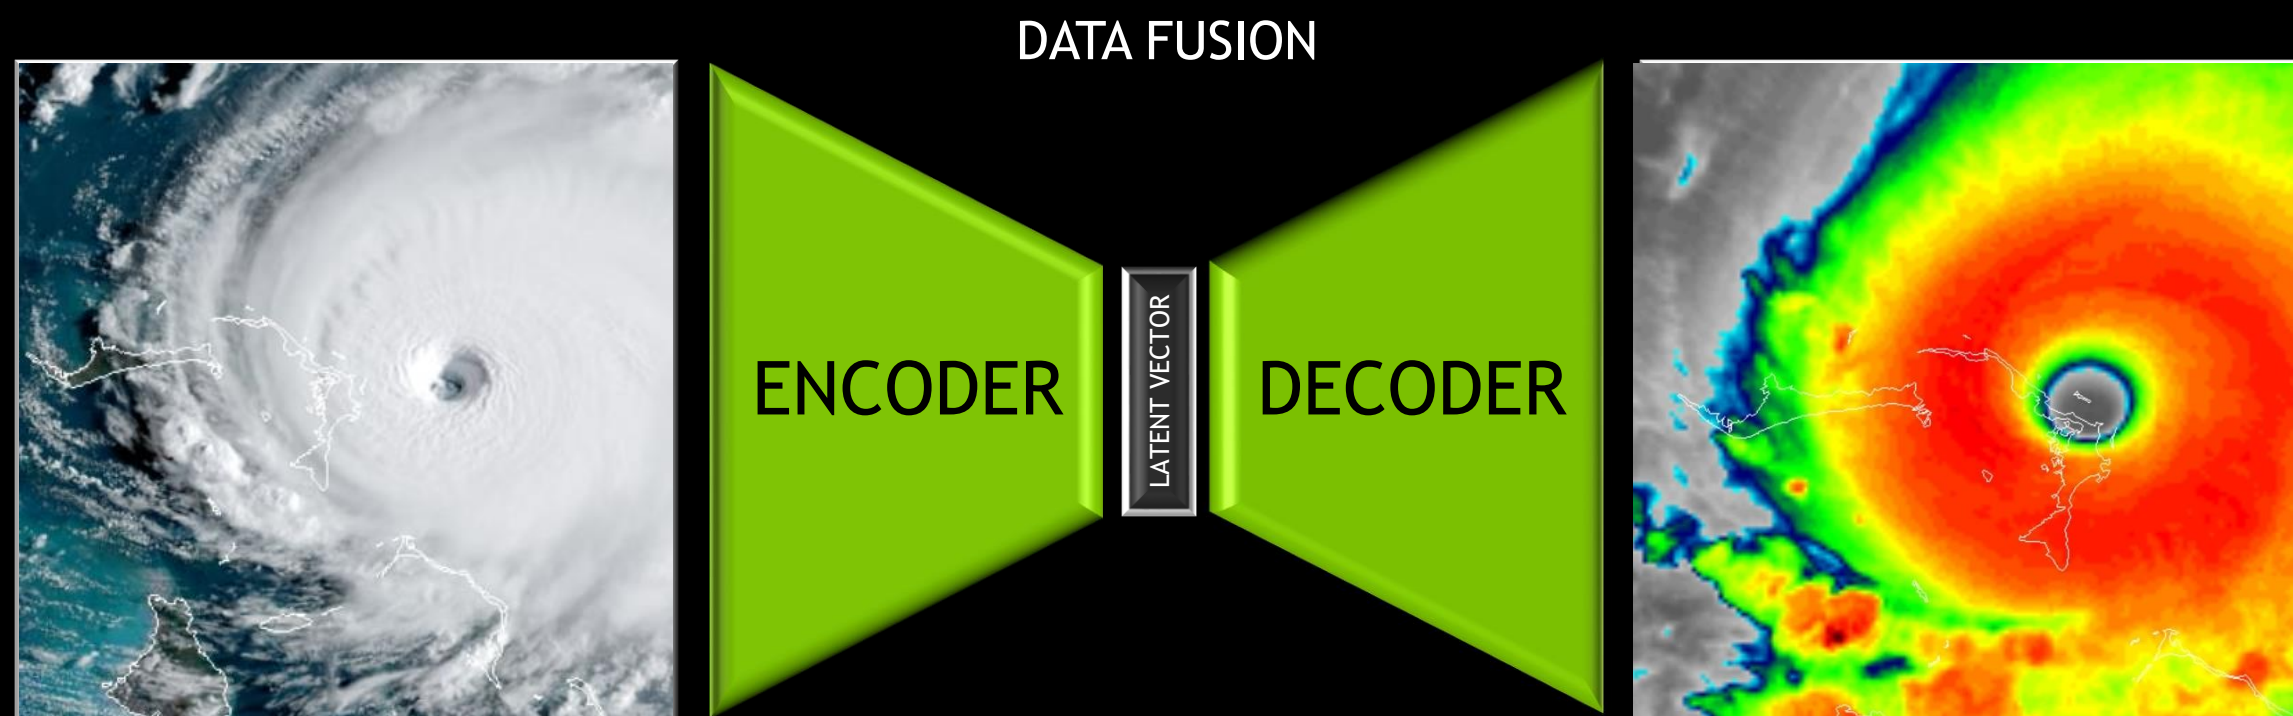 DATA FUSION
ENCODER
LATENT VECTOR
DECODER